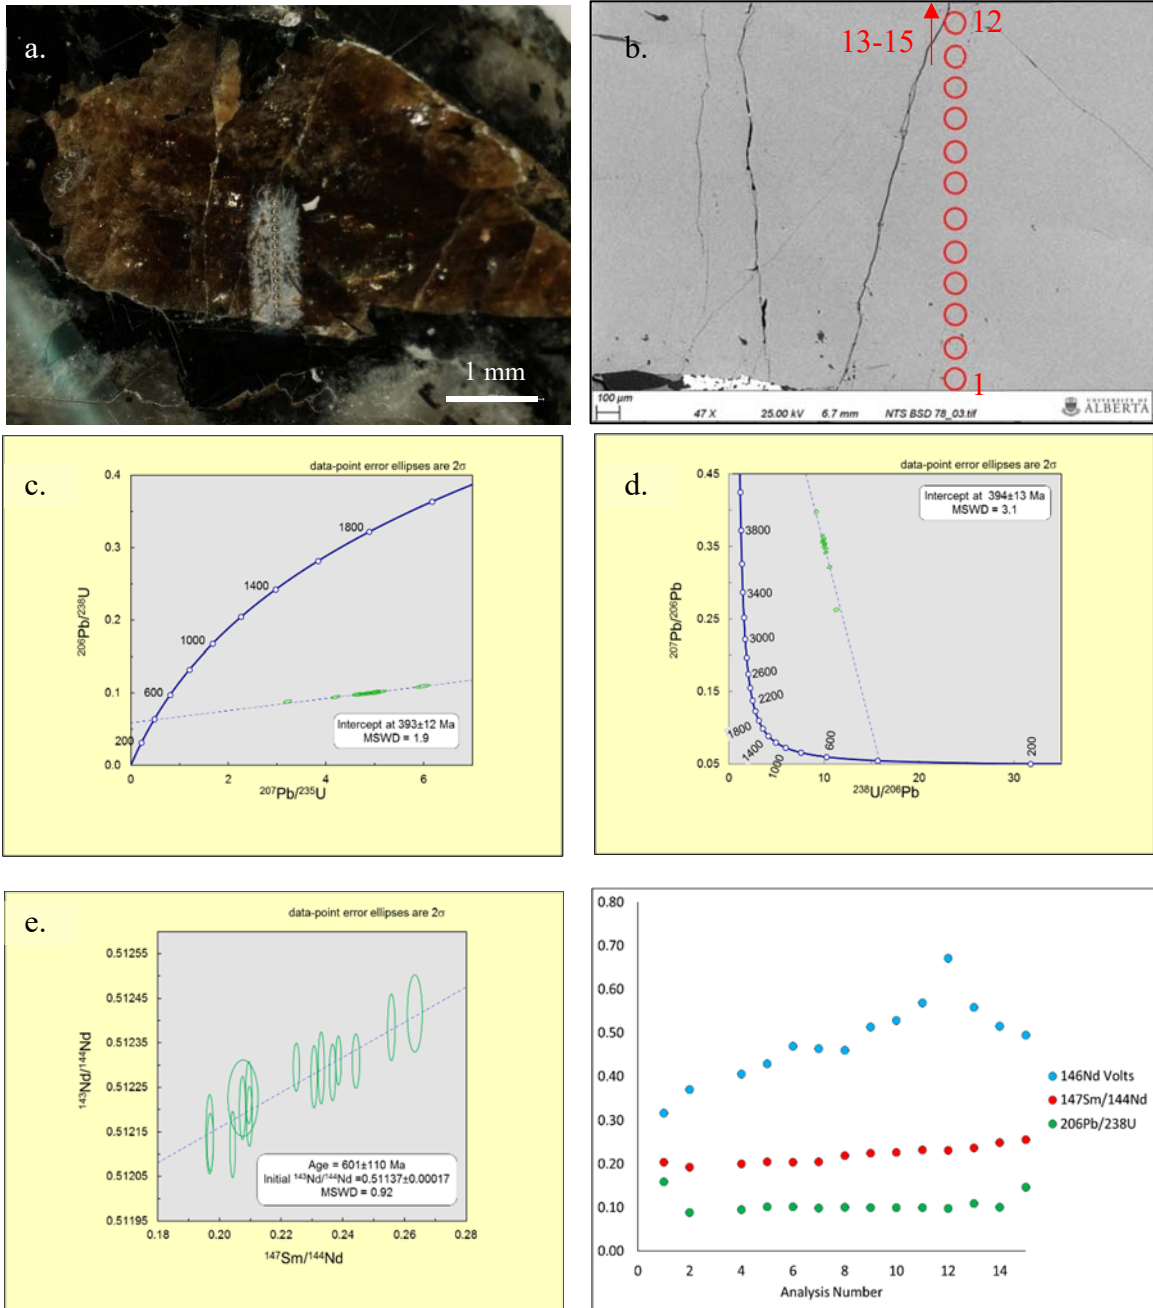 a.
1 mm
b.
13-15
12
1
100 µm
47 X 25.00 kV 6.7 mm NTS BSD 78_03.tif
UNIVERSITY OF
ALBERTA
c.
data-point error ellipses are 2σ
0.4
0.3
0.2
0.1
0.0
206Pb/238U
1800
1400
1000
600
200
Intercept at 393±12 Ma
MSWD = 1.9
0 2 4 6
207Pb/235U
d.
data-point error ellipses are 2σ
0.45
0.35
0.25
0.15
0.05
207Pb/206Pb
Intercept at 394±13 Ma
MSWD = 3.1
3800
3400
3000
2600
2200
1800
1400
1000
600
200
0 10 20 30
238U/206Pb
e.
data-point error ellipses are 2σ
0.51255
0.51245
0.51235
0.51225
0.51215
0.51205
0.51195
143Nd/144Nd
Age = 601±110 Ma
Initial 143Nd/144Nd =0.51137±0.00017
MSWD = 0.92
0.18 0.20 0.22 0.24 0.26 0.28
147Sm/144Nd
0.80
0.70
0.60
0.50
0.40
0.30
0.20
0.10
0.00
146Nd Volts
147Sm/144Nd
206Pb/238U
0 2 4 6 8 10 12 14
Analysis Number